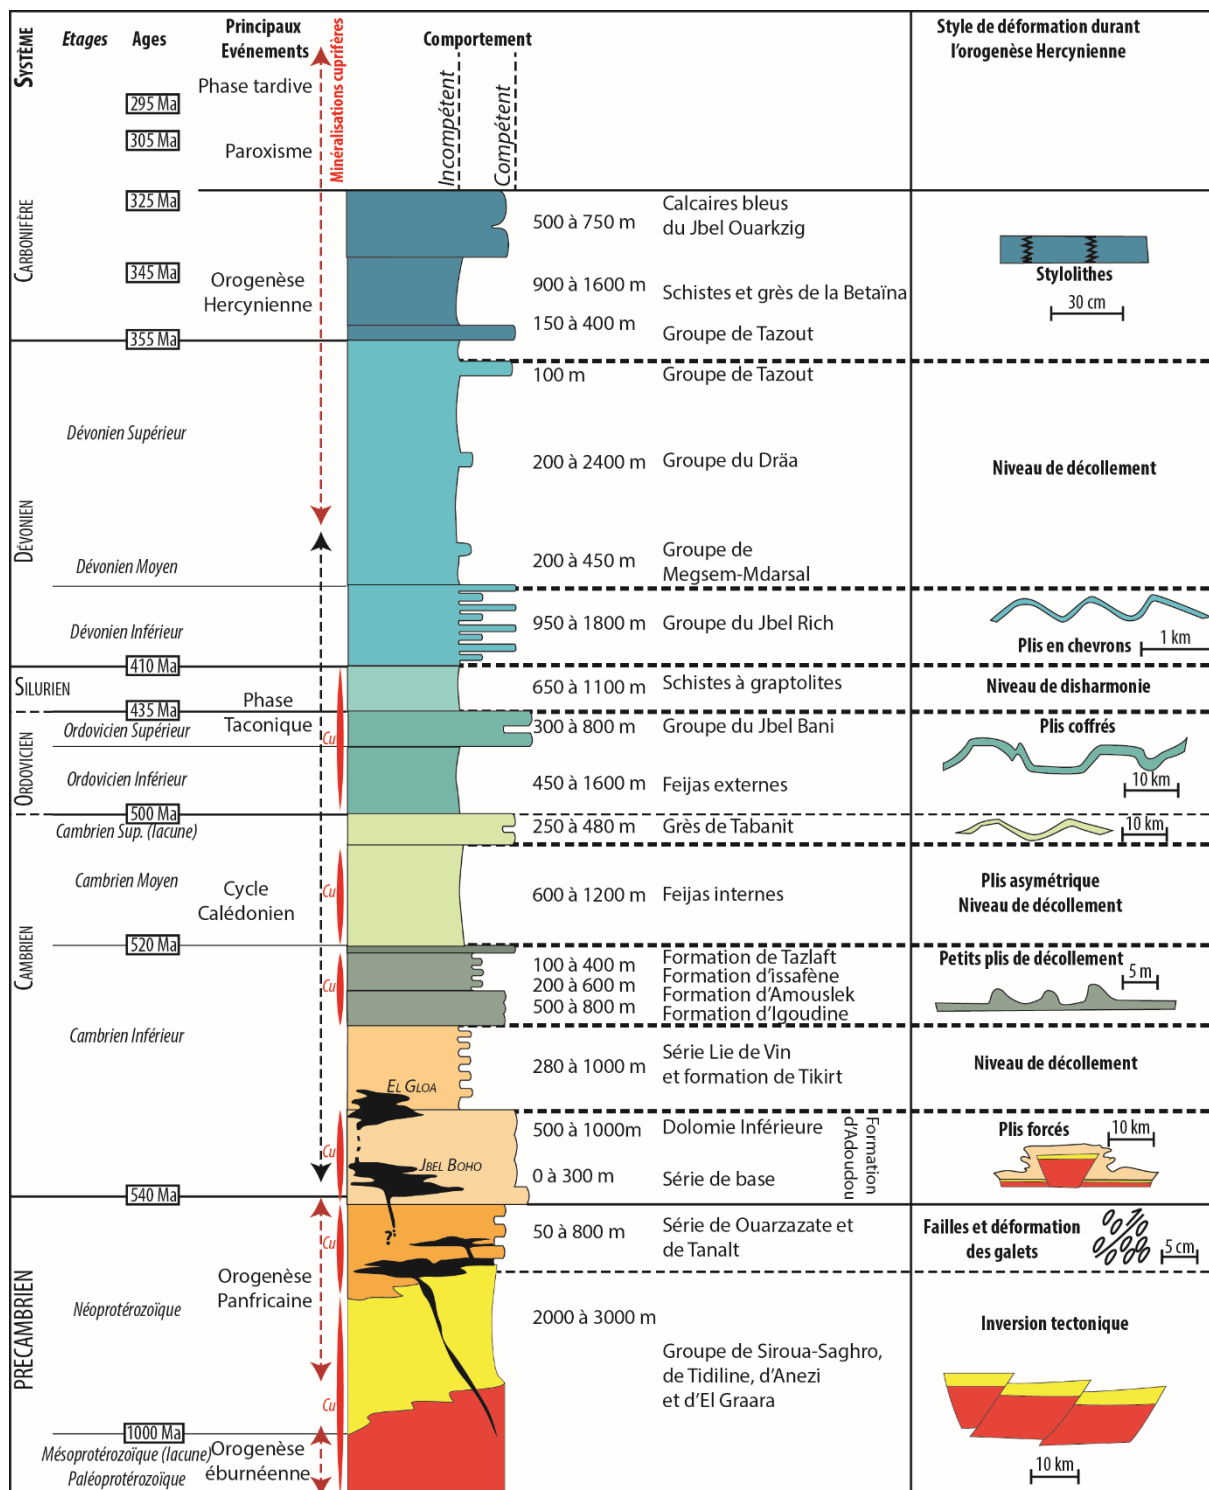 SYSTÈME
Etages
Ages
Principaux
Evénements
Minéralisations cuprifères
Comportement
Incompétent
Compétent
Style de déformation durant
l'orogenèse Hercynienne
Phase tardive
295 Ma
305 Ma
Paroxisme
CARBONIFÈRE
325 Ma
500 à 750 m
Calcaires bleus
du Jbel Ouarkzig
345 Ma
Orogenèse
Hercynienne
900 à 1600 m
Schistes et grès de la Betaïna
Stylolithes
30 cm
150 à 400 m
Groupe de Tazout
355 Ma
100 m
Groupe de Tazout
DÉVONIEN
Dévonien Supérieur
200 à 2400 m
Groupe du Dräa
Niveau de décollement
Dévonien Moyen
200 à 450 m
Groupe de
Megsem-Mdarsal
Dévonien Inférieur
950 à 1800 m
Groupe du Jbel Rich
Plis en chevrons
1 km
410 Ma
SILURIEN
650 à 1100 m
Schistes à graptolites
Niveau de disharmonie
Phase
Taconique
435 Ma
ORDOVICIEN
Ordovicien Supérieur
Cu
300 à 800 m
Groupe du Jbel Bani
Plis coffrés
10 km
Ordovicien Inférieur
450 à 1600 m
Feijas externes
500 Ma
Cambrien Sup. (lacune)
250 à 480 m
Grès de Tabanit
10 km
CAMBRIEN
Cambrien Moyen
Cycle
Calédonien
Cu
600 à 1200 m
Feijas internes
Plis asymétrique
Niveau de décollement
520 Ma
Cu
100 à 400 m
200 à 600 m
500 à 800 m
Formation de Tazlaft
Formation d'issafène
Formation d'Amouslek
Formation d'Igoudine
Petits plis de décollement
5 m
Cambrien Inférieur
280 à 1000 m
Série Lie de Vin
et formation de Tikirt
Niveau de décollement
EL GLOA
Cu
500 à 1000m
Dolomie Inférieure
Formation
d'Adoudou
Plis forcés
10 km
JBEL BOHO
0 à 300 m
Série de base
540 Ma
PRECAMBRIEN
Cu
?
50 à 800 m
Série de Ouarzazate et
de Tanalt
Failles et déformation
des galets
5 cm
Orogenèse
Panfricaine
Néoprotérozoïque
2000 à 3000 m
Groupe de Siroua-Saghro,
de Tidiline, d'Anezi
et d'El Graara
Inversion tectonique
Cu
10 km
1000 Ma
Mésoprotérozoïque (lacune)
Paléoprotérozoïque
Orogenèse
éburnéenne